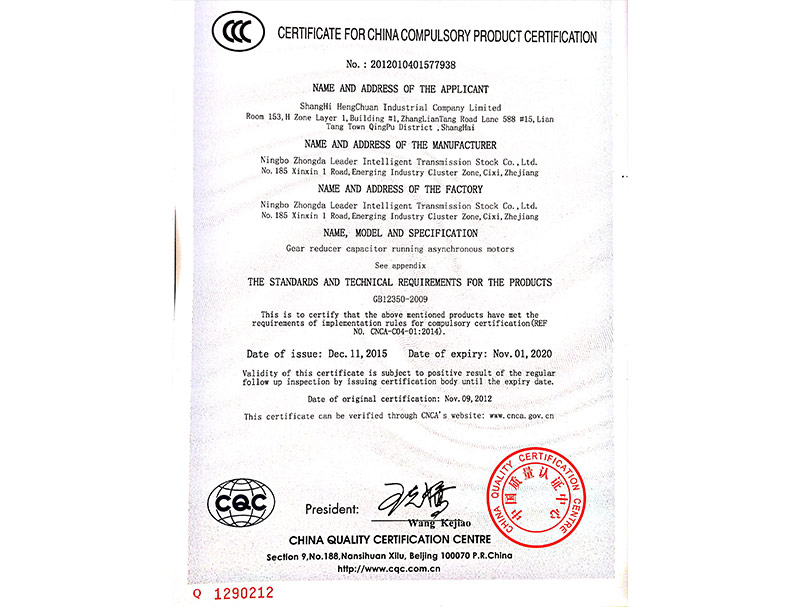 CERTIFICATE FOR CHINA COMPULSORY PRODUCT CERTIFICATION
No.: 2012010401577938
NAME AND ADDRESS OF THE APPLICANT
ShangHi HengChuan Industrial Company Limited
Room 153,H Zone Layer 1,Building #1,ZhangLianTang Road Lane 588 #15,Lian
Tang Town QingPu District ,ShangHai
NAME AND ADDRESS OF THE MANUFACTURER
Ningbo Zhongda Leader Intelligent Transmission Stock Co.,Ltd.
No.185 Xinxin 1 Road,Emerging Industry Cluster Zone,Cixi,Zhejiang
NAME AND ADDRESS OF THE FACTORY
Ningbo Zhongda Leader Intelligent Transmission Stock Co.,Ltd.
No.185 Xinxin 1 Road,Emerging Industry Cluster Zone,Cixi,Zhejiang
NAME, MODEL AND SPECIFICATION
Gear reducer capacitor running asynchronous motors
See appendix
THE STANDARDS AND TECHNICAL REQUIREMENTS FOR THE PRODUCTS
GB12350-2009
This is to certify that the above mentioned products have met the
requirements of implementation rules for compulsory certification(REF
NO. CNCA-C04-01:2014).
Date of issue: Dec.11,2015 Date of expiry: Nov.01,2020
Validity of this certificate is subject to positive result of the regular
follow up inspection by issuing certification body until the expiry date.
Date of original certification: Nov.09,2012
This certificate can be verified through CNCA's website: www.cnca.gov.cn
CHINA QUALITY CERTIFICATION CENTRE
中国质量认证中心
CQC
President:
Wang Kejiao
CHINA QUALITY CERTIFICATION CENTRE
Section 9,No.188,Nansihuan Xilu, Beijing 100070 P.R.China
http://www.cqc.com.cn
Q 1290212